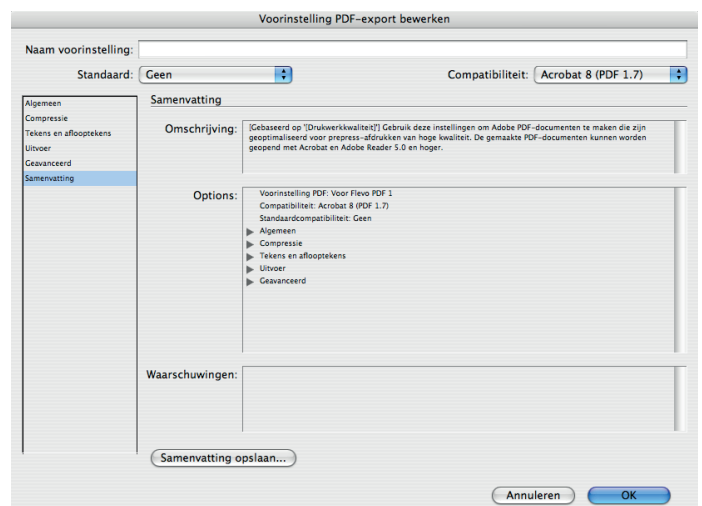 Voorinstelling PDF-export bewerken
Naam voorinstelling:
Standaard: Geen Compatibiliteit: Acrobat 8 (PDF 1.7)
Algemeen
Compressie
Tekens en aflooptekens
Uitvoer
Geavanceerd
Samenvatting
Samenvatting
Omschrijving: [Gebaseerd op '[Drukwerkkwaliteit]'] Gebruik deze instellingen om Adobe PDF-documenten te maken die zijn
geoptimaliseerd voor prepress-afdrukken van hoge kwaliteit. De gemaakte PDF-documenten kunnen worden
geopend met Acrobat en Adobe Reader 5.0 en hoger.
Options: Voorinstelling PDF: Voor Flevo PDF 1
Compatibiliteit: Acrobat 8 (PDF 1.7)
Standaardcompatibiliteit: Geen
Algemeen
Compressie
Tekens en aflooptekens
Uitvoer
Geavanceerd
Waarschuwingen:
Samenvatting opslaan...
Annuleren OK